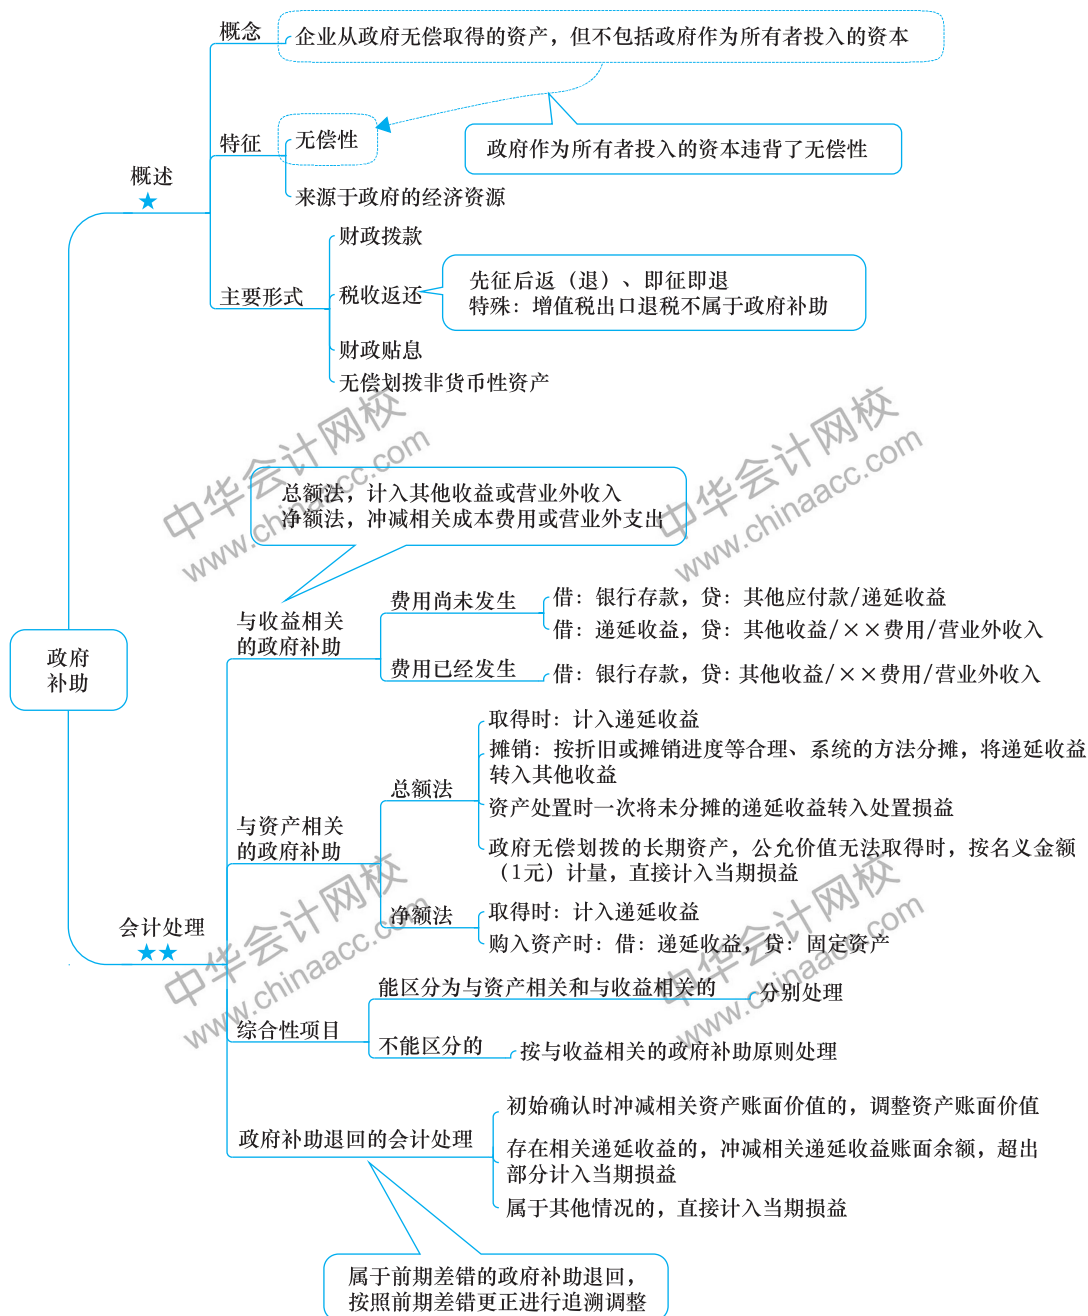 概念
企业从政府无偿取得的资产，但不包括政府作为所有者投入的资本
特征
无偿性
政府作为所有者投入的资本违背了无偿性
来源于政府的经济资源
概述
主要形式
财政拨款
税收返还
先征后返（退）、即征即退
特殊：增值税出口退税不属于政府补助
财政贴息
无偿划拨非货币性资产
中华会计网校
www.chinaacc.com
中华会计网校
www.chinaacc.com
总额法，计入其他收益或营业外收入
净额法，冲减相关成本费用或营业外支出
政府
补助
与收益相关
的政府补助
费用尚未发生
借：银行存款，贷：其他应付款/递延收益
借：递延收益，贷：其他收益/××费用/营业外收入
费用已经发生
借：银行存款，贷：其他收益/××费用/营业外收入
与资产相关
的政府补助
总额法
取得时：计入递延收益
摊销：按折旧或摊销进度等合理、系统的方法分摊，将递延收益
转入其他收益
资产处置时一次将未分摊的递延收益转入处置损益
政府无偿划拨的长期资产，公允价值无法取得时，按名义金额
（1元）计量，直接计入当期损益
净额法
取得时：计入递延收益
购入资产时：借：递延收益，贷：固定资产
会计处理
中华会计网校
www.chinaacc.com
中华会计网校
www.chinaacc.com
综合性项目
能区分为与资产相关和与收益相关的
分别处理
不能区分的
按与收益相关的政府补助原则处理
政府补助退回的会计处理
初始确认时冲减相关资产账面价值的，调整资产账面价值
存在相关递延收益的，冲减相关递延收益账面余额，超出
部分计入当期损益
属于其他情况的，直接计入当期损益
属于前期差错的政府补助退回，
按照前期差错更正进行追溯调整